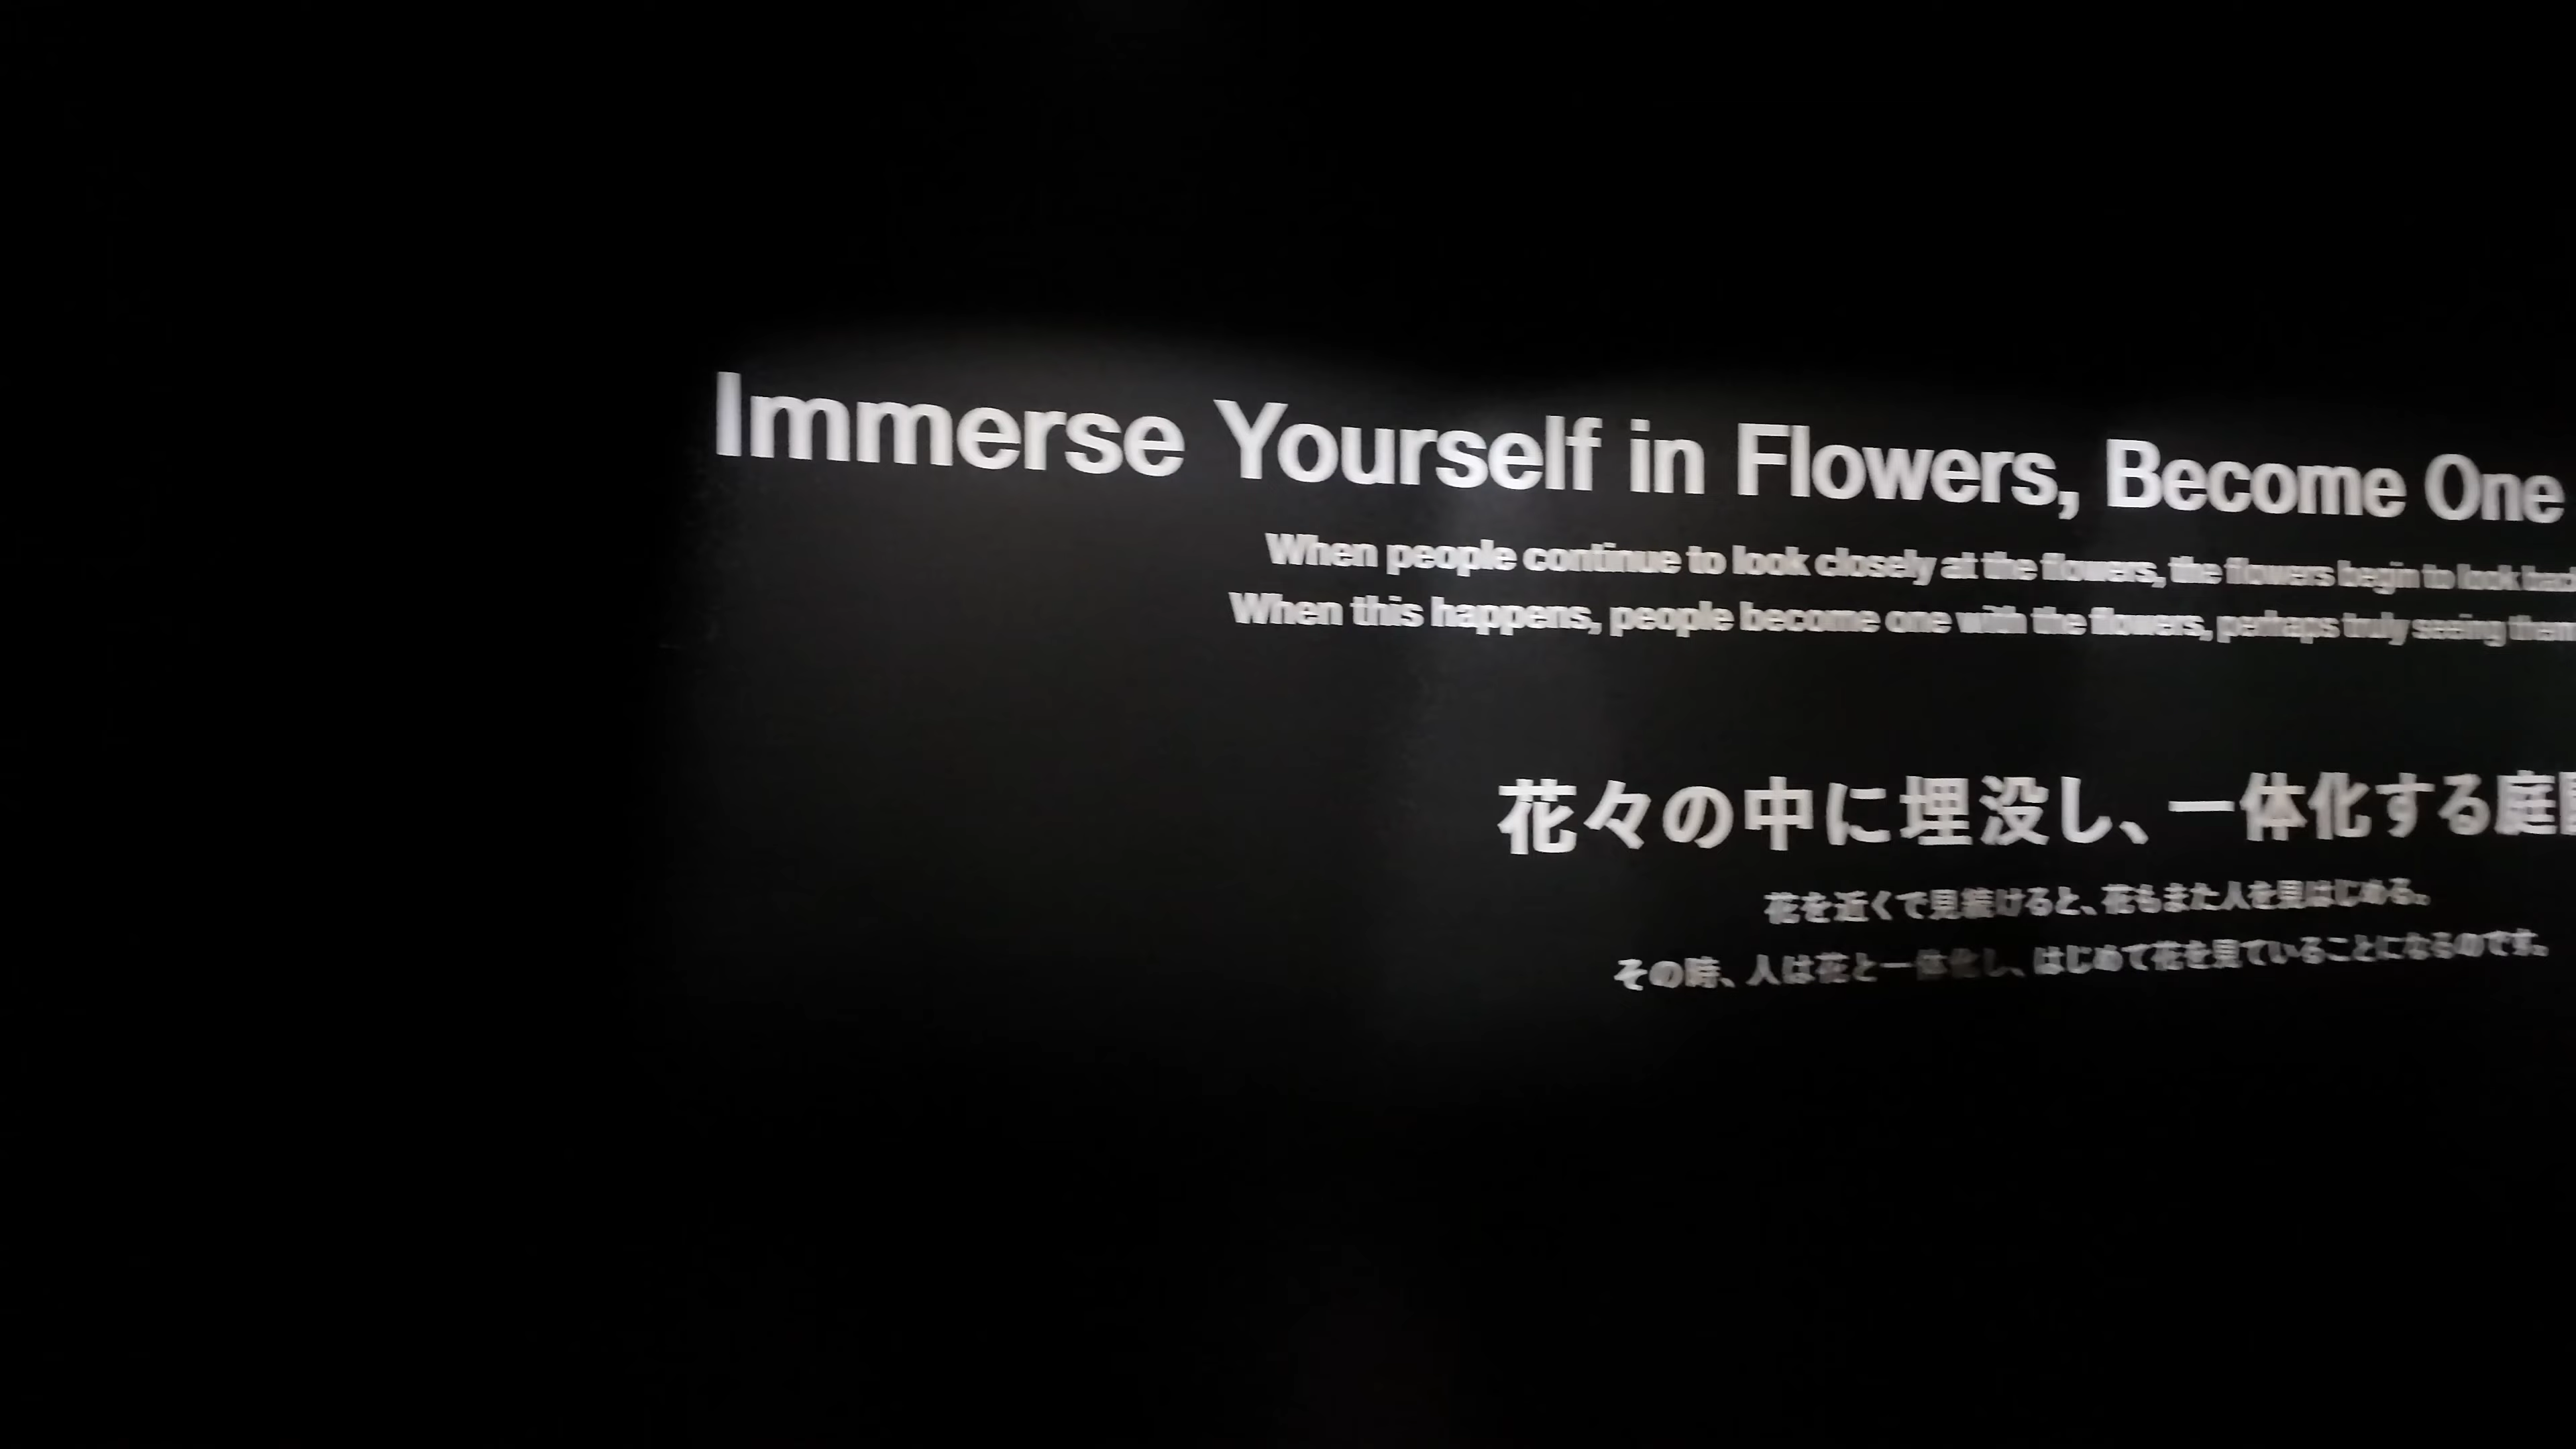 Immerse Yourself in Flowers, Become One
When people continue to look closely at the flowers, the flowers begin to look
When this happens, people become one with the flowers, perhaps truly seeing them
花々の中に埋没し、一体化する庭
花を近くで見続けると、花もまた人を見はじめる。
その時、人は花と一体化し、はじめて花を見ていることになるのです。